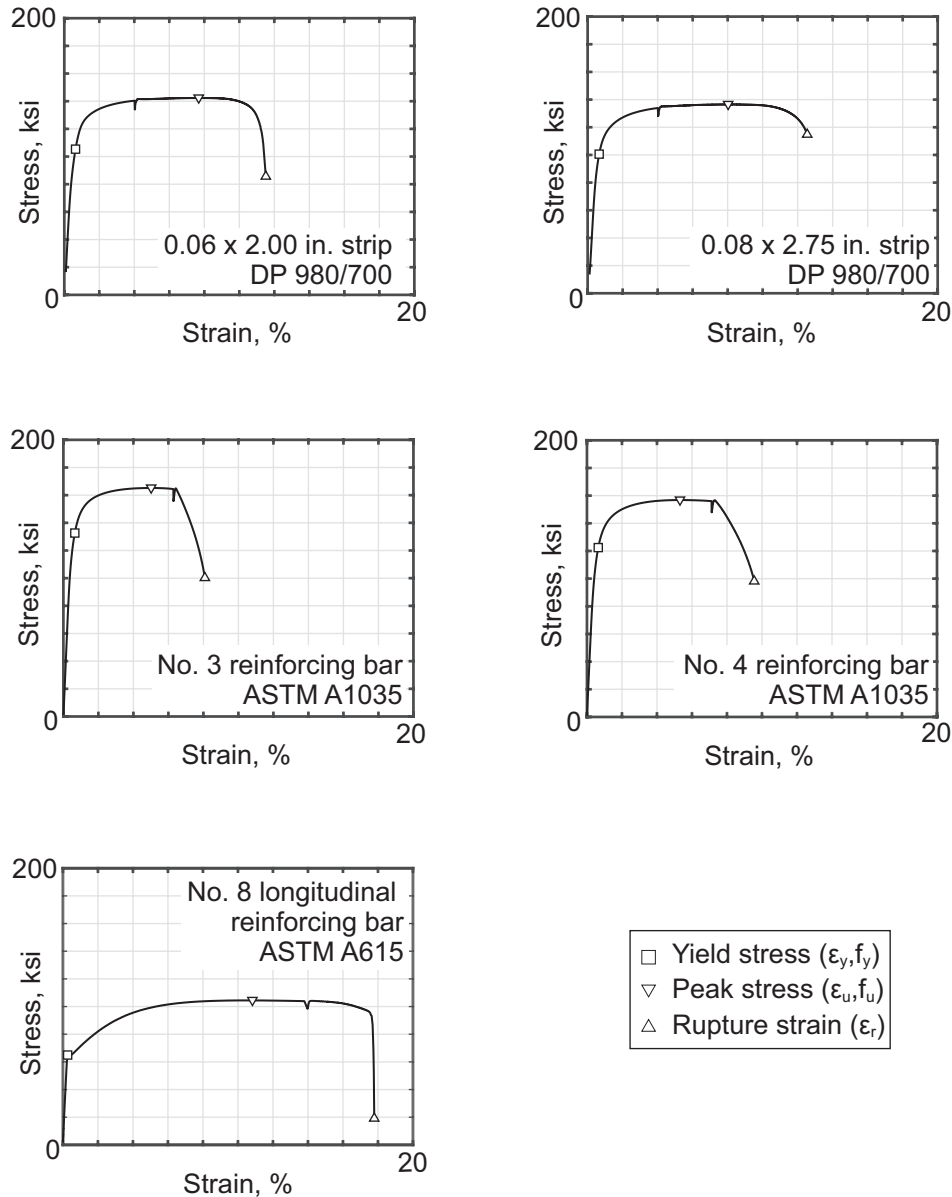 200
Stress, ksi
0.06 x 2.00 in. strip
DP 980/700
0
20
Strain, %
200
Stress, ksi
0.08 x 2.75 in. strip
DP 980/700
0
20
Strain, %
200
Stress, ksi
No. 3 reinforcing bar
ASTM A1035
0
20
Strain, %
200
Stress, ksi
No. 4 reinforcing bar
ASTM A1035
0
20
Strain, %
200
Stress, ksi
No. 8 longitudinal
reinforcing bar
ASTM A615
0
20
Strain, %
Yield stress (εy,fy)
Peak stress (εu,fu)
Rupture strain (εr)